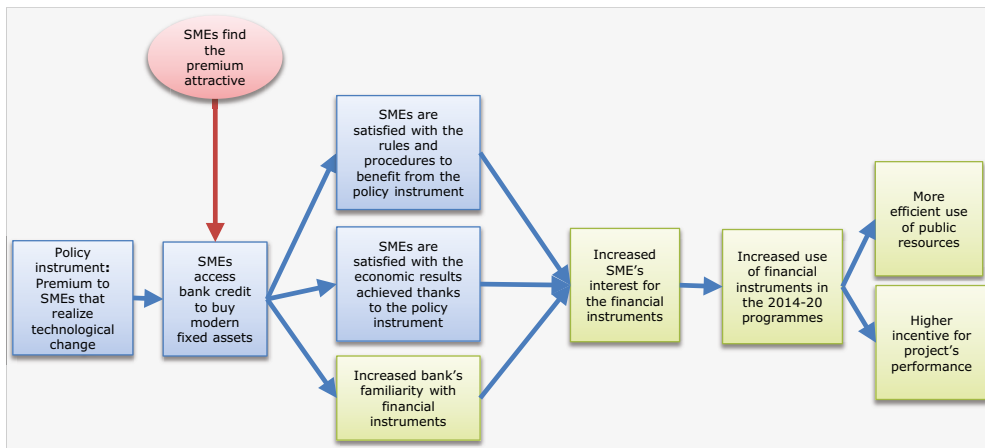 SMEs find
the
premium
attractive
Policy
instrument:
Premium to
SMEs that
realize
technological
change
SMEs
access
bank credit
to buy
modern
fixed assets
SMEs are
satisfied with the
rules and
procedures to
benefit from the
policy instrument
SMEs are
satisfied with the
economic results
achieved thanks
to the policy
instrument
Increased bank's
familiarity with
financial
instruments
Increased
SME's
interest for
the financial
instruments
Increased use
of financial
instruments in
the 2014-20
programmes
More
efficient use
of public
resources
Higher
incentive for
project's
performance